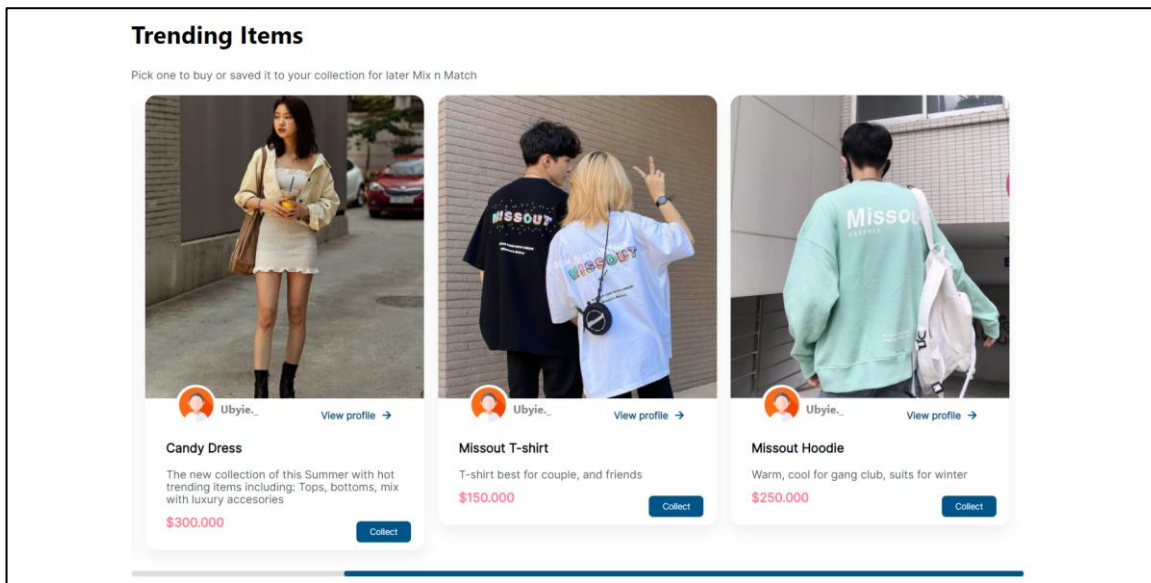 Trending Items
Pick one to buy or saved it to your collection for later Mix n Match
MISSOUT
MISSOUT
Missou
Ubyie._
View profile →
Ubyie._
View profile →
Ubyie._
View profile →
Candy Dress
The new collection of this Summer with hot
trending items including: Tops, bottoms, mix
with luxury accesories
$300.000
Collect
Missout T-shirt
T-shirt best for couple, and friends
$150.000
Collect
Missout Hoodie
Warm, cool for gang club, suits for winter
$250.000
Collect